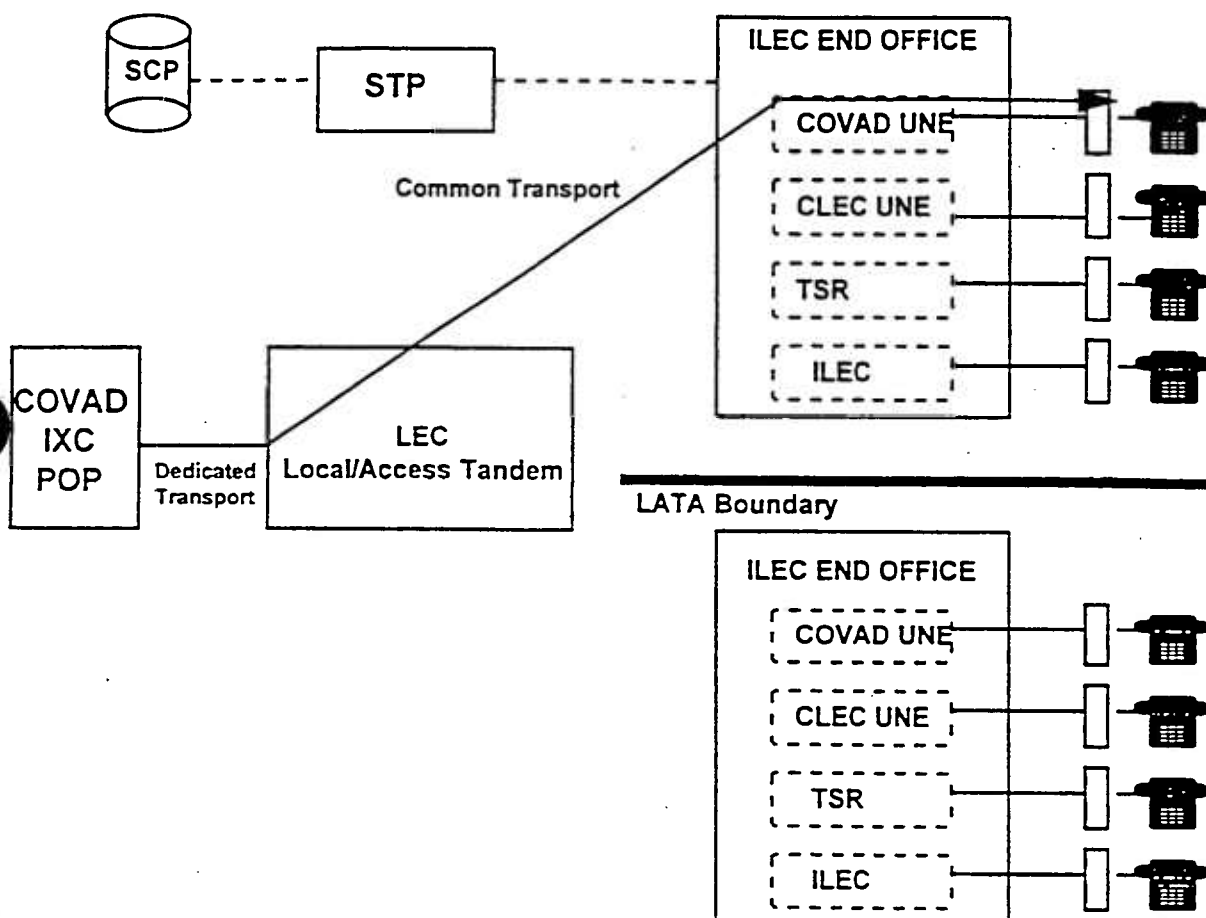 SCP
STP
ILEC END OFFICE
COVAD UNE
CLEC UNE
TSR
ILEC
Common Transport
COVAD
IXC
POP
Dedicated
Transport
LEC
Local/Access Tandem
LATA Boundary
ILEC END OFFICE
COVAD UNE
CLEC UNE
TSR
ILEC